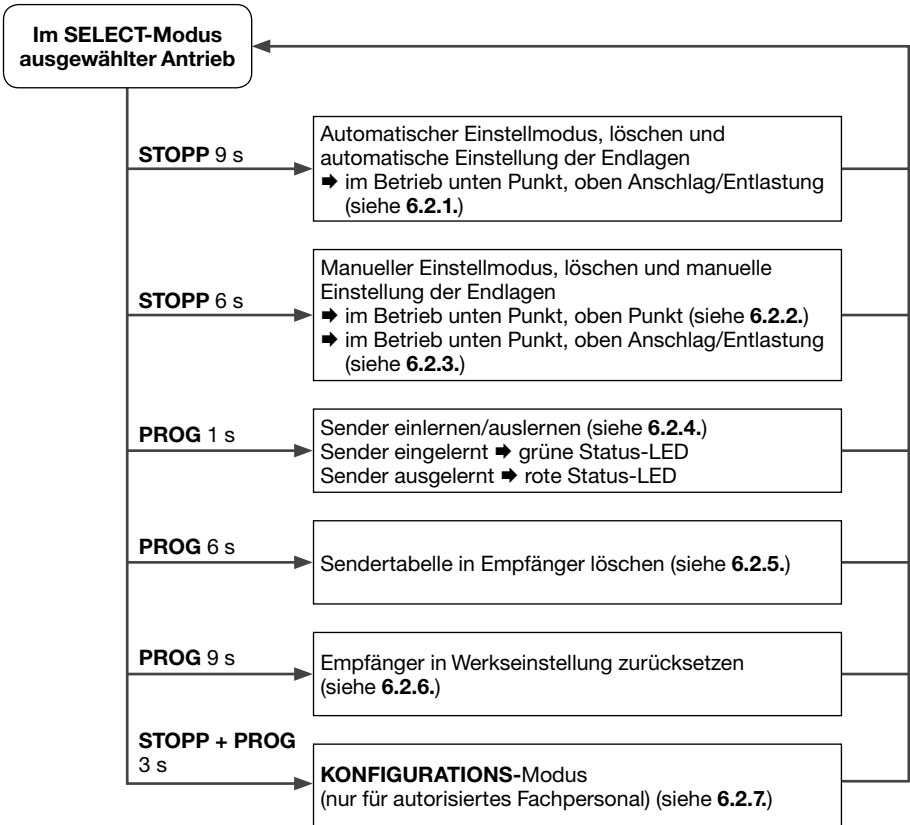 Im SELECT-Modus
ausgewählter Antrieb
STOPP 9 s
Automatischer Einstellmodus, löschen und
automatische Einstellung der Endlagen
➡ im Betrieb unten Punkt, oben Anschlag/Entlastung
(siehe 6.2.1.)
STOPP 6 s
Manueller Einstellmodus, löschen und manuelle
Einstellung der Endlagen
➡ im Betrieb unten Punkt, oben Punkt (siehe 6.2.2.)
➡ im Betrieb unten Punkt, oben Anschlag/Entlastung
(siehe 6.2.3.)
PROG 1 s
Sender einlernen/auslernen (siehe 6.2.4.)
Sender eingelernt ➡ grüne Status-LED
Sender ausgelernt ➡ rote Status-LED
PROG 6 s
Sendertabelle in Empfänger löschen (siehe 6.2.5.)
PROG 9 s
Empfänger in Werkseinstellung zurücksetzen
(siehe 6.2.6.)
STOPP + PROG
3 s
KONFIGURATIONS-Modus
(nur für autorisiertes Fachpersonal) (siehe 6.2.7.)